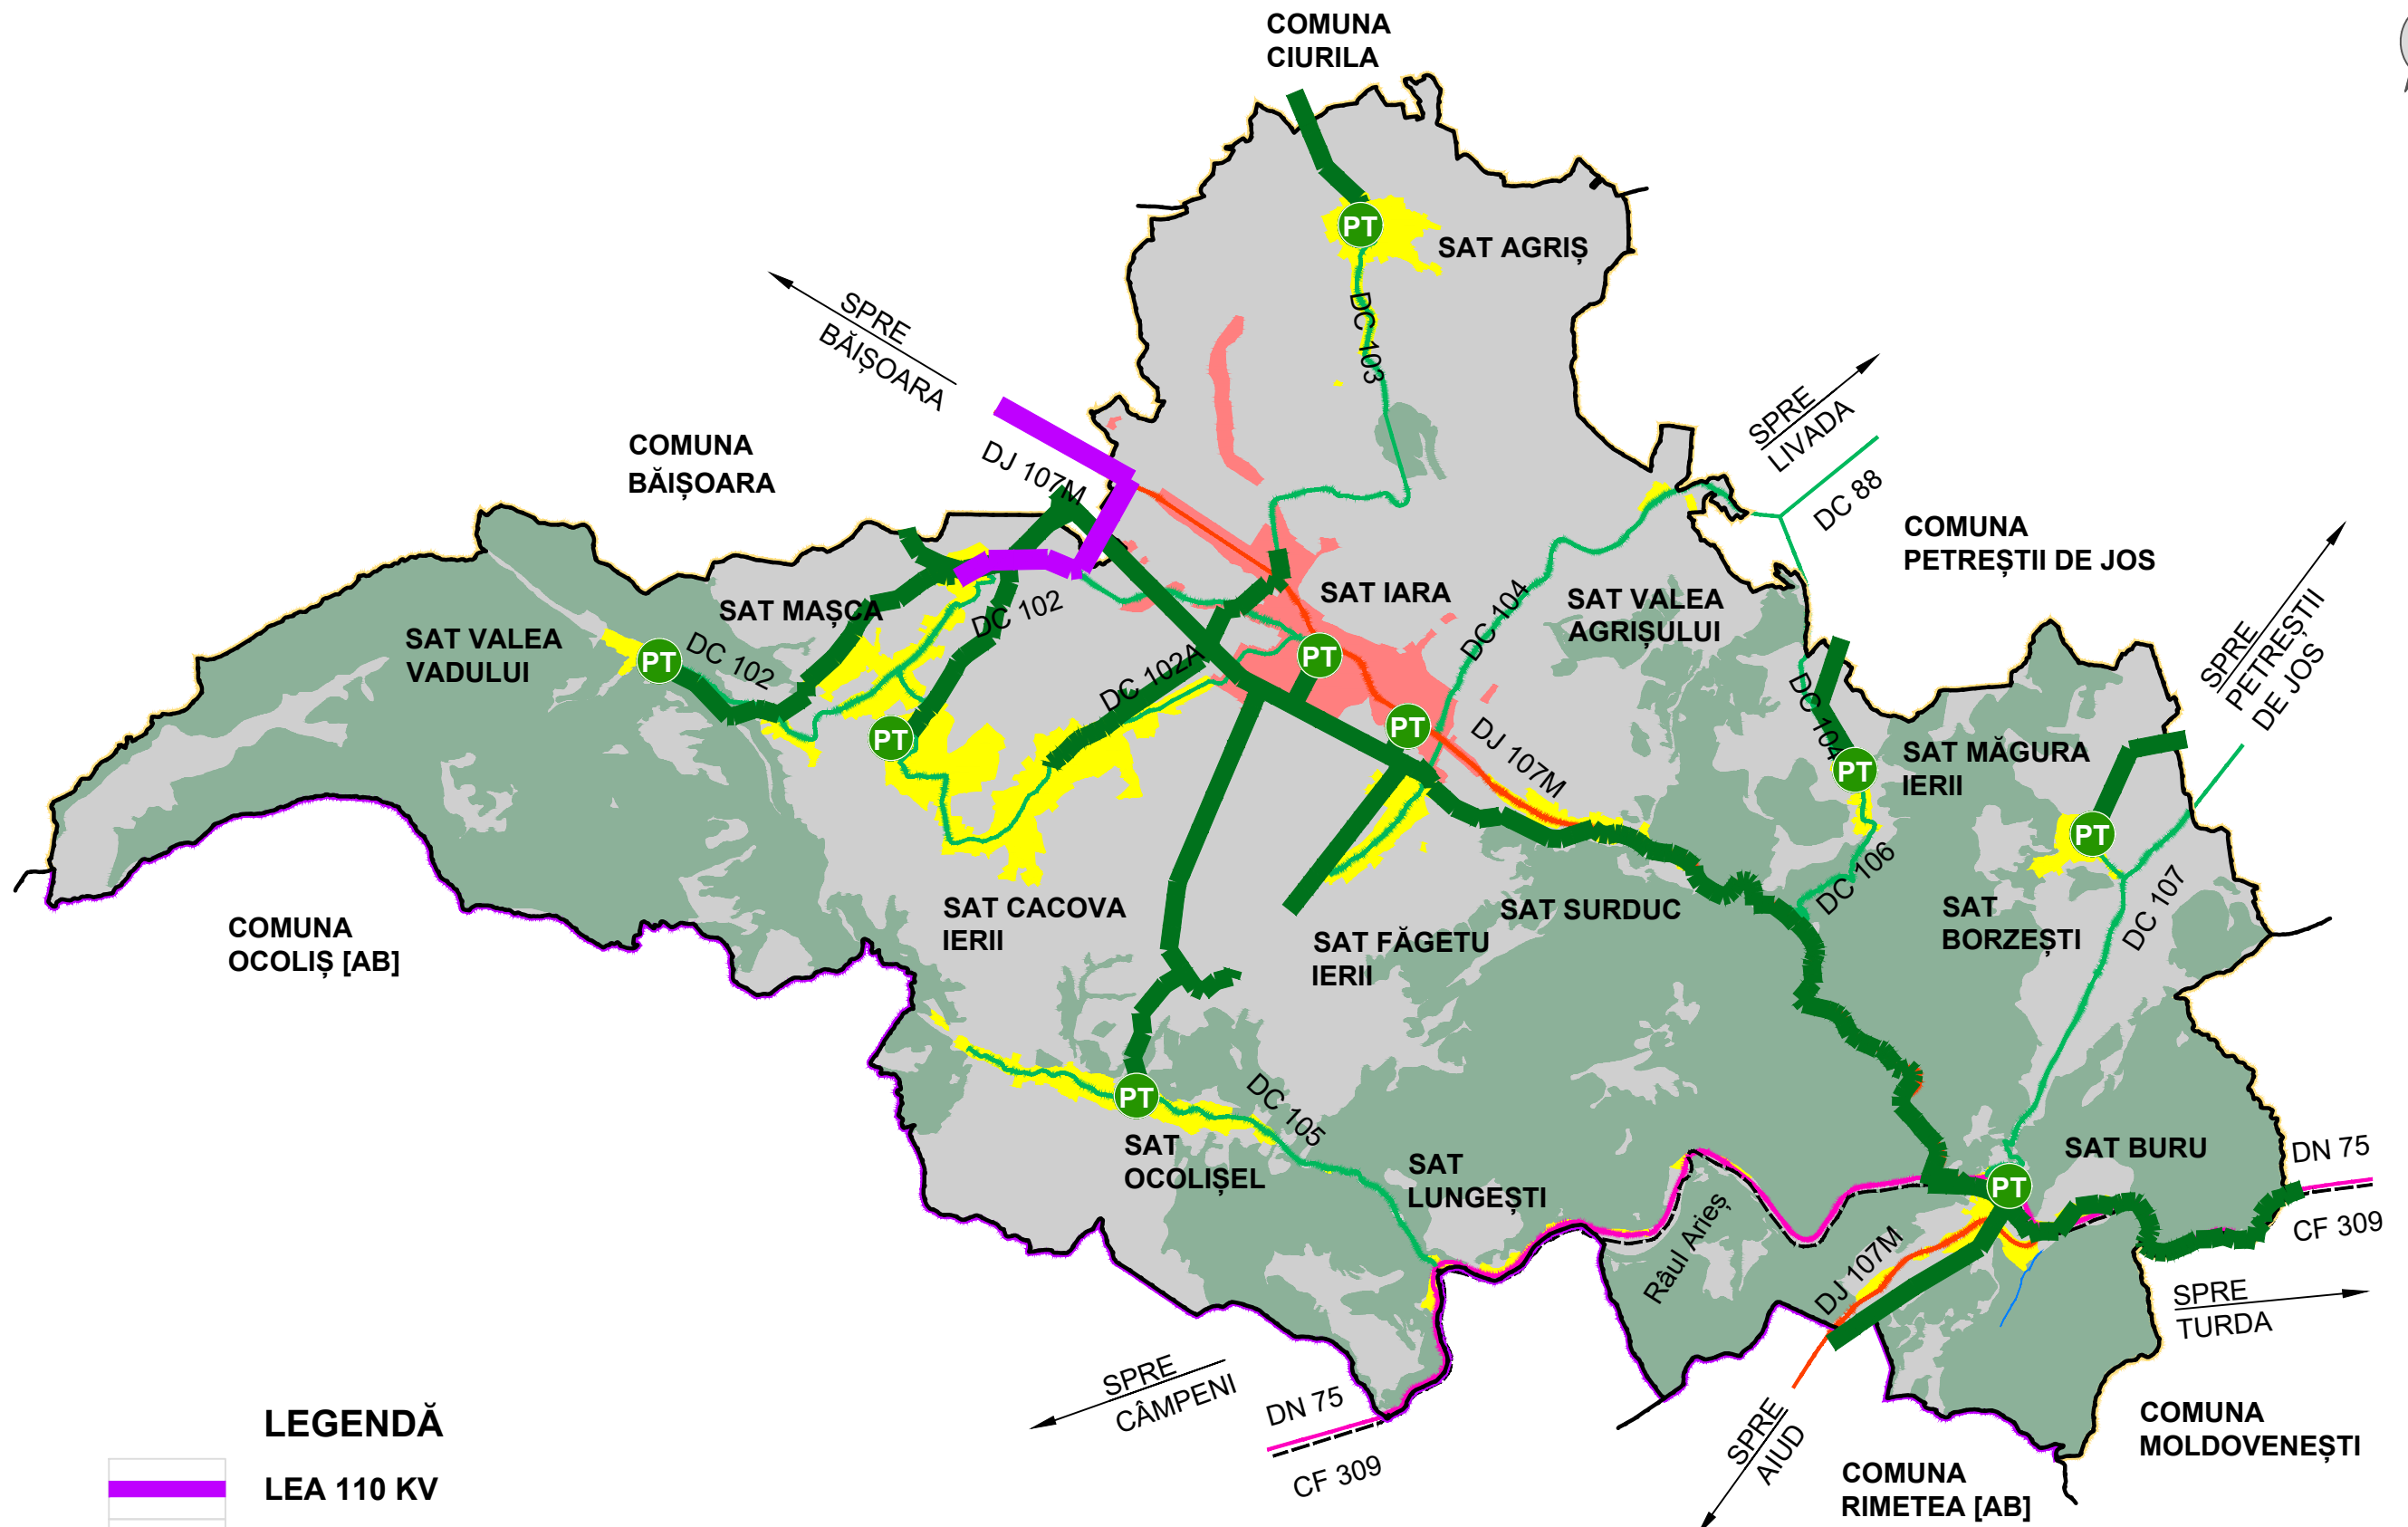 COMUNA
CIURILA
PT
SAT AGRIȘ
DC 103
SPRE
BĂIȘOARA
SPRE
LIVADA
DC 88
COMUNA
BĂIȘOARA
DJ 107M
COMUNA
PETREȘTII DE JOS
SPRE
PETREȘTII
DE JOS
SAT MAȘCA
DC 102
SAT IARA
DC 104
SAT VALEA
AGRIȘULUI
SAT VALEA
VADULUI
PT
DC 102
DC 102A
PT
PT
PT
DJ 107M
DC 104
PT
SAT MĂGURA
IERII
PT
DC 106
SAT CACOVA
IERII
SAT FĂGETU
IERII
SAT SURDUC
SAT
BORZEȘTI
DC 107
COMUNA
OCOLIȘ [AB]
PT
DC 105
SAT
OCOLIȘEL
SAT
LUNGEȘTI
Râul Arieș
PT
SAT BURU
DN 75
CF 309
DJ 107M
SPRE
TURDA
SPRE
CÂMPENI
DN 75
CF 309
SPRE
AIUD
COMUNA
RIMETEA [AB]
COMUNA
MOLDOVENEȘTI
LEGENDĂ
LEA 110 KV